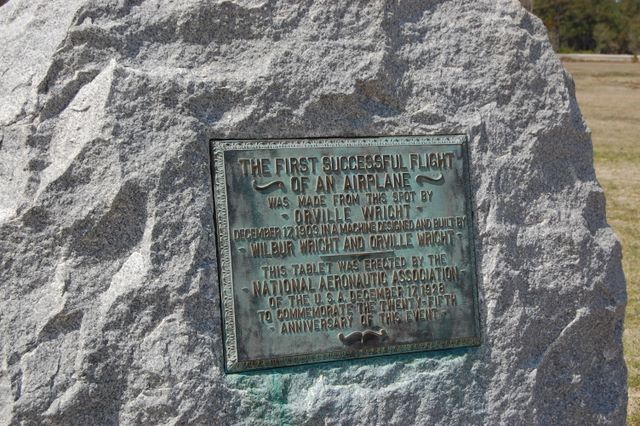 THE FIRST SUCCESSFUL FLIGHT
OF AN AIRPLANE
WAS MADE FROM THIS SPOT BY
- ORVILLE WRIGHT -
DECEMBER 17, 1903, IN A MACHINE DESIGNED AND BUILT BY
- WILBUR WRIGHT AND ORVILLE WRIGHT -
THIS TABLET WAS ERECTED BY THE
- NATIONAL AERONAUTIC ASSOCIATION -
OF THE U. S. A. DECEMBER 17, 1928
TO COMMEMORATE THE TWENTY-FIFTH
- ANNIVERSARY OF THIS EVENT -